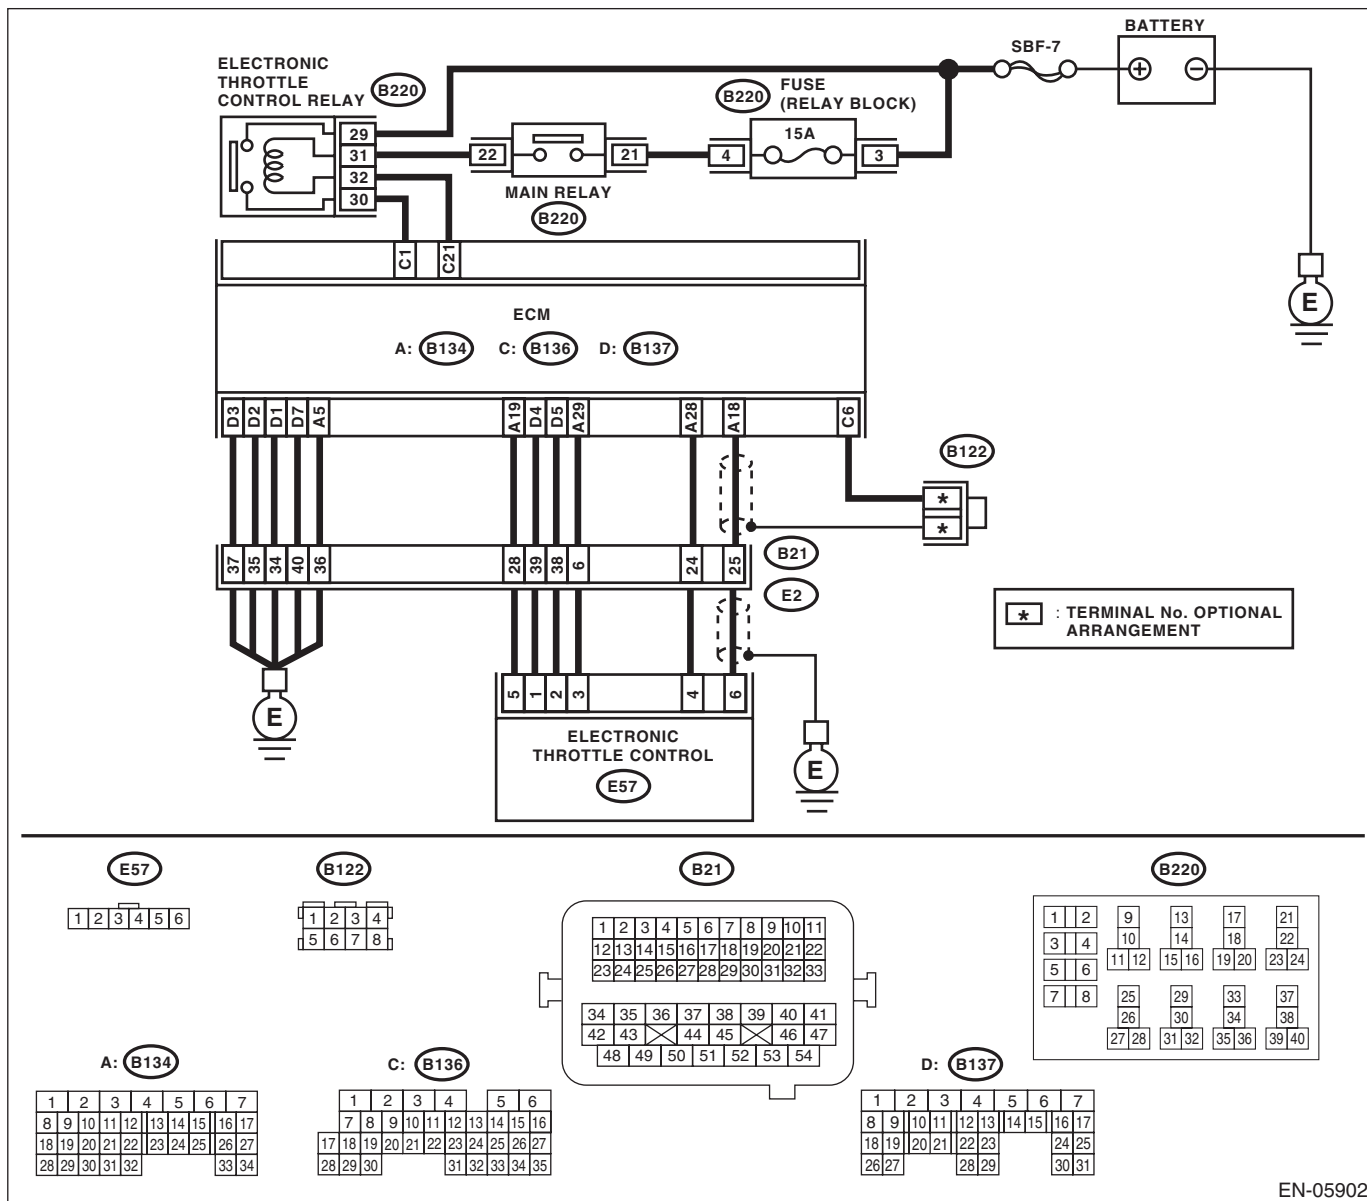 BATTERY
SBF-7
ELECTRONIC
THROTTLE
CONTROL RELAY
B220
B220
FUSE
(RELAY BLOCK)
15A
29
31
32
30
22
21
4
3
MAIN RELAY
B220
C1
C21
E
ECM
A: B134 C: B136 D: B137
D3 D2 D1 D7 A5 A19 D4 D5 A29 A28 A18 C6
B122
*
*
37 35 34 40 36 28 39 38 6 24 25
B21
E2
* : TERMINAL No. OPTIONAL
ARRANGEMENT
5 1 2 3 4 6
E
ELECTRONIC
THROTTLE CONTROL
E57
E
E57
1 2 3 4 5 6
B122
1 2 3 4
5 6 7 8
B21
1 2 3 4 5 6 7 8 9 10 11
12 13 14 15 16 17 18 19 20 21 22
23 24 25 26 27 28 29 30 31 32 33
34 35 36 37 38 39 40 41
42 43 44 45 46 47
48 49 50 51 52 53 54
B220
1 2 9 13 17 21
3 4 10 14 18 22
5 6 11 12 15 16 19 20 23 24
7 8 25 29 33 37
26 30 34 38
27 28 31 32 35 36 39 40
A: B134
1 2 3 4 5 6 7
8 9 10 11 12 13 14 15 16 17
18 19 20 21 22 23 24 25 26 27
28 29 30 31 32 33 34
C: B136
1 2 3 4 5 6
7 8 9 10 11 12 13 14 15 16
17 18 19 20 21 22 23 24 25 26 27
28 29 30 31 32 33 34 35
D: B137
1 2 3 4 5 6 7
8 9 10 11 12 13 14 15 16 17
18 19 20 21 22 23 24 25
26 27 28 29 30 31
EN-05902